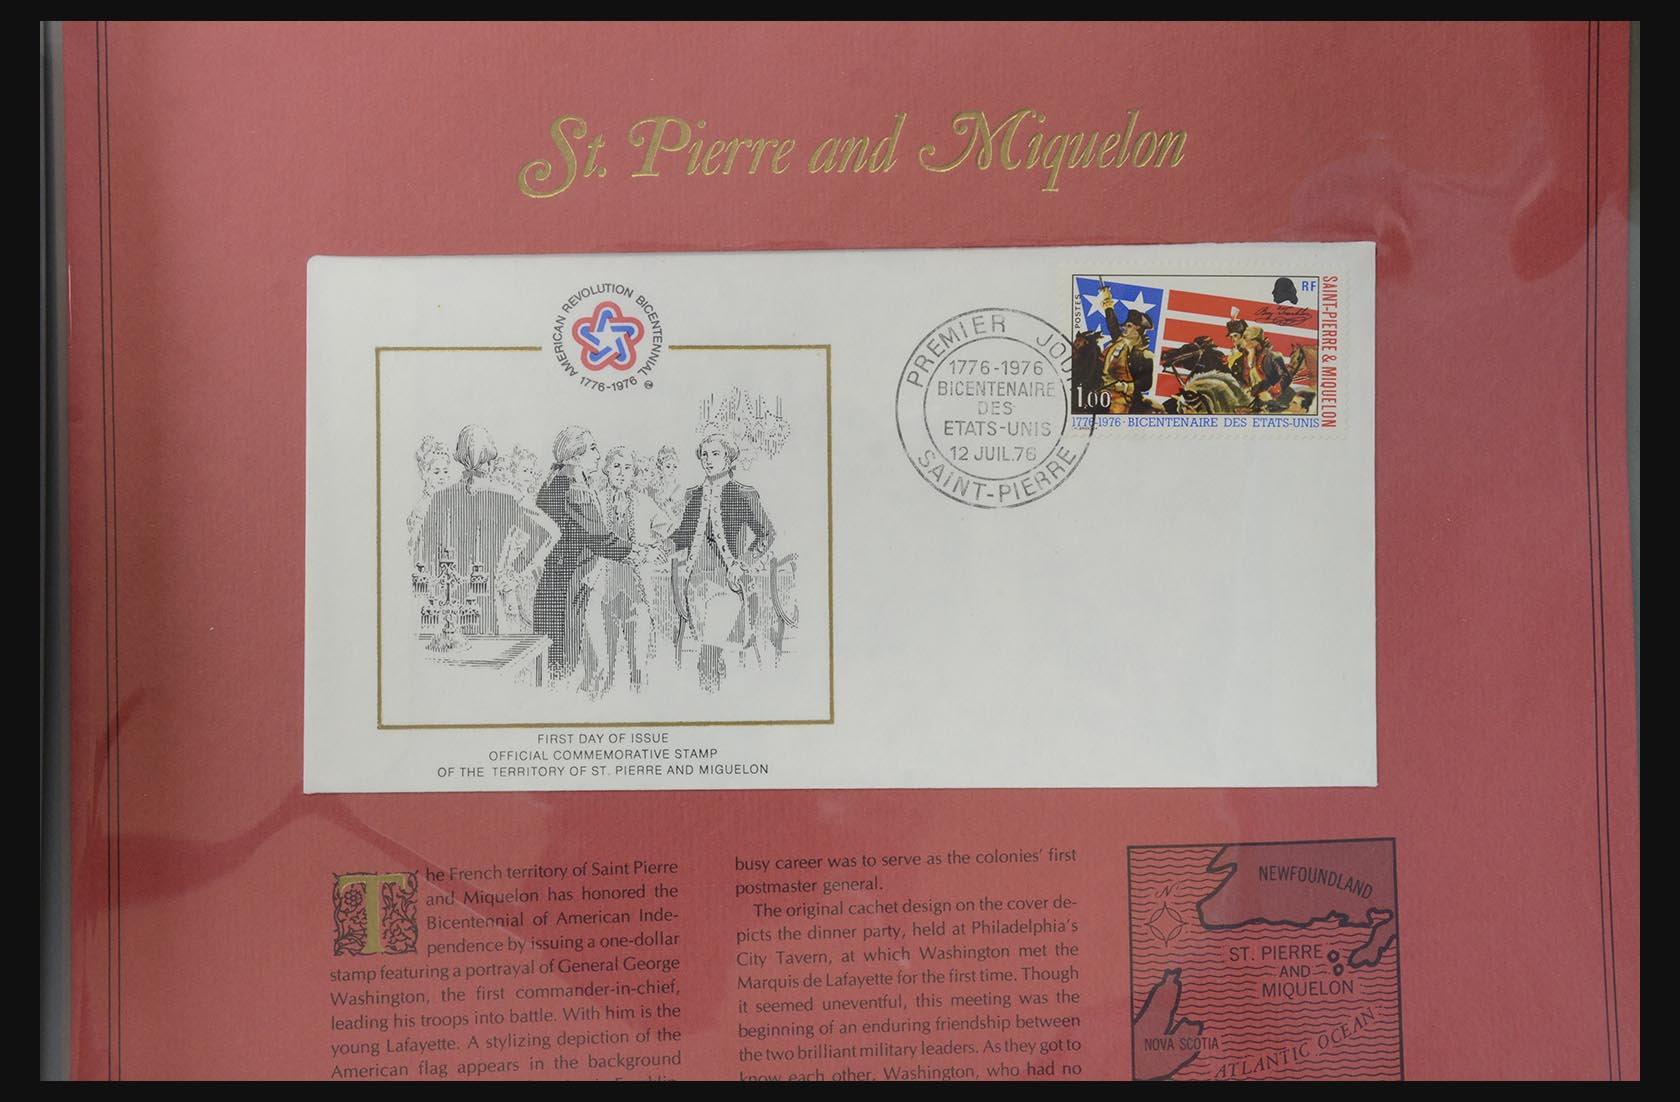 St. Pierre and Miquelon
AMERICAN REVOLUTION BICENTENNIAL
1776-1976
PREMIER JOUR
1776-1976
BICENTENAIRE
DES
ETATS-UNIS
12 JUIL.76
SAINT-PIERRE
POSTES
RF
SAINT-PIERRE & MIQUELON
1,00
1776-1976·BICENTENAIRE DES ETATS-UNIS
FIRST DAY OF ISSUE
OFFICIAL COMMEMORATIVE STAMP
OF THE TERRITORY OF ST. PIERRE AND MIGUELON
The French territory of Saint Pierre
and Miquelon has honored the
Bicentennial of American Inde-
pendence by issuing a one-dollar
stamp featuring a portrayal of General George
Washington, the first commander-in-chief,
leading his troops into battle. With him is the
young Lafayette. A stylizing depiction of the
American flag appears in the background
busy career was to serve as the colonies' first
postmaster general.
The original cachet design on the cover de-
picts the dinner party, held at Philadelphia's
City Tavern, at which Washington met the
Marquis de Lafayette for the first time. Though
it seemed uneventful, this meeting was the
beginning of an enduring friendship between
the two brilliant military leaders. As they got to
know each other, Washington, who had no
N
NEWFOUNDLAND
ST. PIERRE
AND
MIQUELON
NOVA SCOTIA
ATLANTIC OCEAN